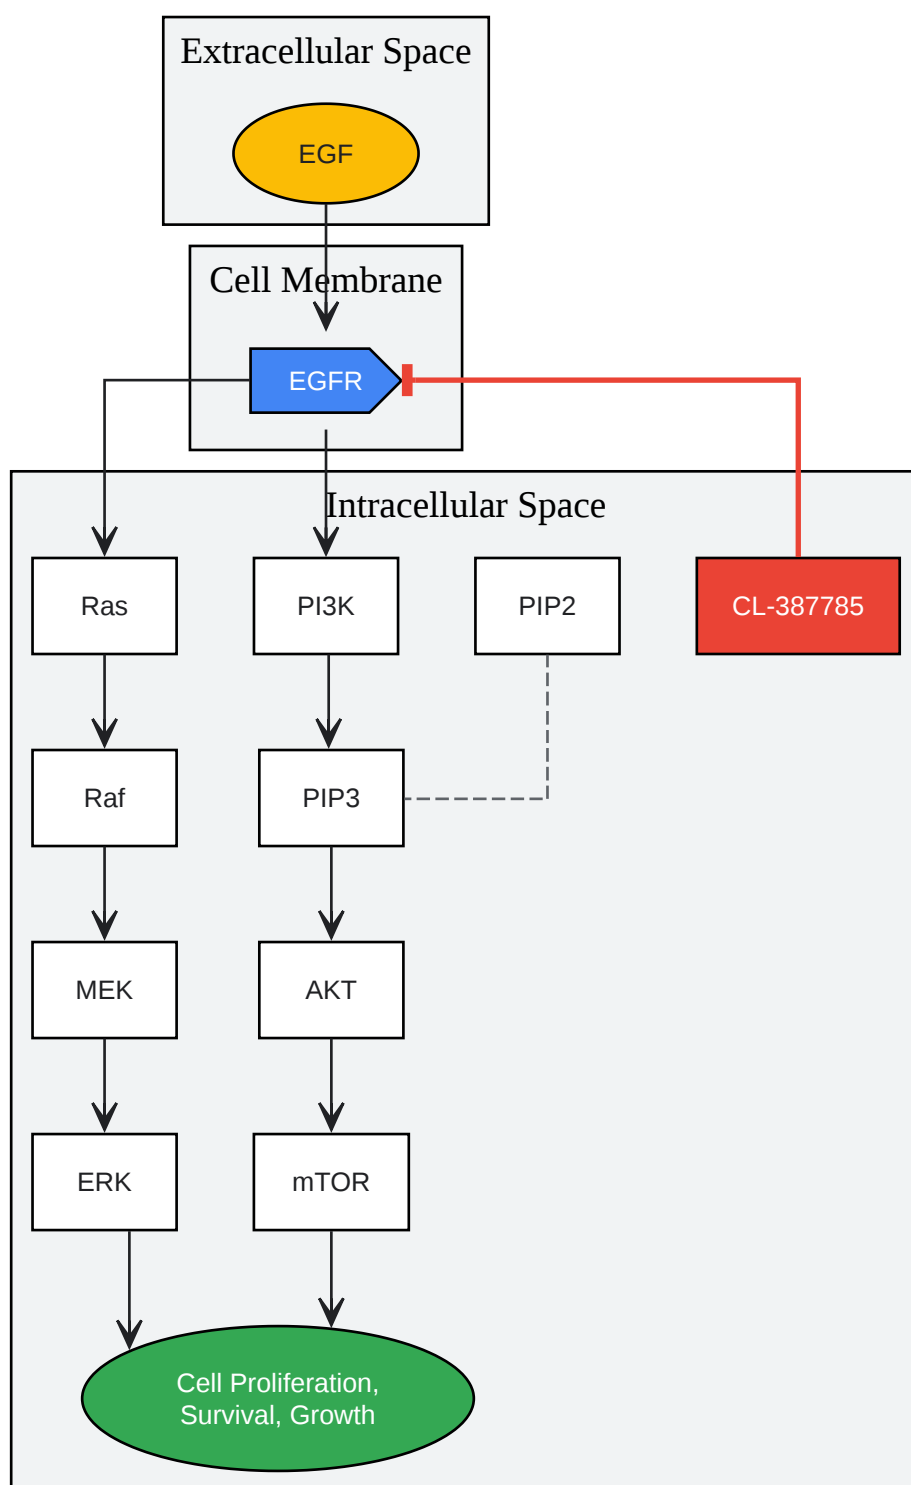 Extracellular Space
EGF
Cell Membrane
EGFR
Intracellular Space
Ras
PI3K
PIP2
CL-387785
Raf
PIP3
MEK
AKT
ERK
mTOR
Cell Proliferation,
Survival, Growth